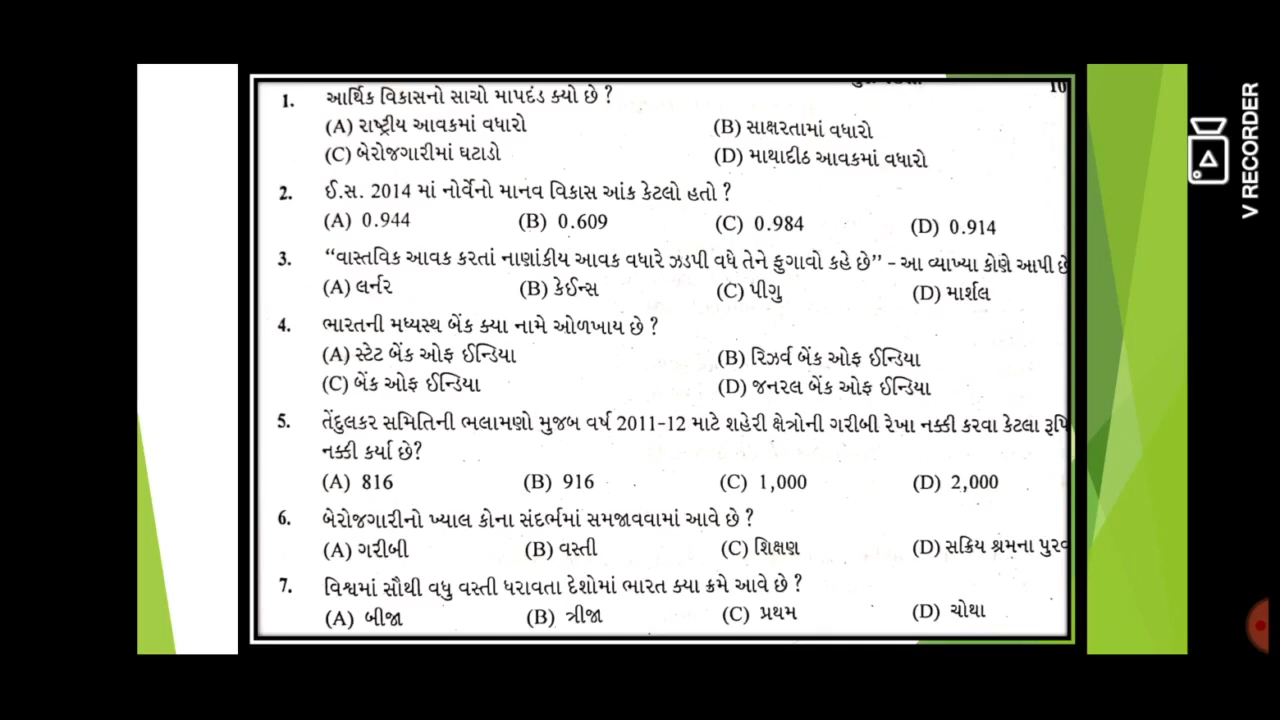 10
1. આર્થિક વિકાસનો સાચો માપદંડ ક્યો છે ?
(A) રાષ્ટ્રીય આવકમાં વધારો (B) સાક્ષરતામાં વધારો
(C) બેરોજગારીમાં ઘટાડો (D) માથાદીઠ આવકમાં વધારો
2. ઈ.સ. 2014 માં નોર્વેનો માનવ વિકાસ આંક કેટલો હતો ?
(A) 0.944 (B) 0.609 (C) 0.984 (D) 0.914
3. “વાસ્તવિક આવક કરતાં નાણાંકીય આવક વધારે ઝડપી વધે તેને ફુગાવો કહે છે” – આ વ્યાખ્યા કોણે આપી છે
(A) લર્નર (B) કેઈન્સ (C) પીગુ (D) માર્શલ
4. ભારતની મધ્યસ્થ બેંક ક્યા નામે ઓળખાય છે ?
(A) સ્ટેટ બેંક ઓફ ઈન્ડિયા (B) રિઝર્વ બેંક ઓફ ઈન્ડિયા
(C) બેંક ઓફ ઈન્ડિયા (D) જનરલ બેંક ઓફ ઈન્ડિયા
5. તેંદુલકર સમિતિની ભલામણો મુજબ વર્ષ 2011-12 માટે શહેરી ક્ષેત્રોની ગરીબી રેખા નક્કી કરવા કેટલા રૂપિ
નક્કી કર્યા છે?
(A) 816 (B) 916 (C) 1,000 (D) 2,000
6. બેરોજગારીનો ખ્યાલ કોના સંદર્ભમાં સમજાવવામાં આવે છે ?
(A) ગરીબી (B) વસ્તી (C) શિક્ષણ (D) સક્રિય શ્રમના પુરવ
7. વિશ્વમાં સૌથી વધુ વસ્તી ધરાવતા દેશોમાં ભારત ક્યા ક્રમે આવે છે ?
(A) બીજા (B) ત્રીજા (C) પ્રથમ (D) ચોથા
V RECORDER